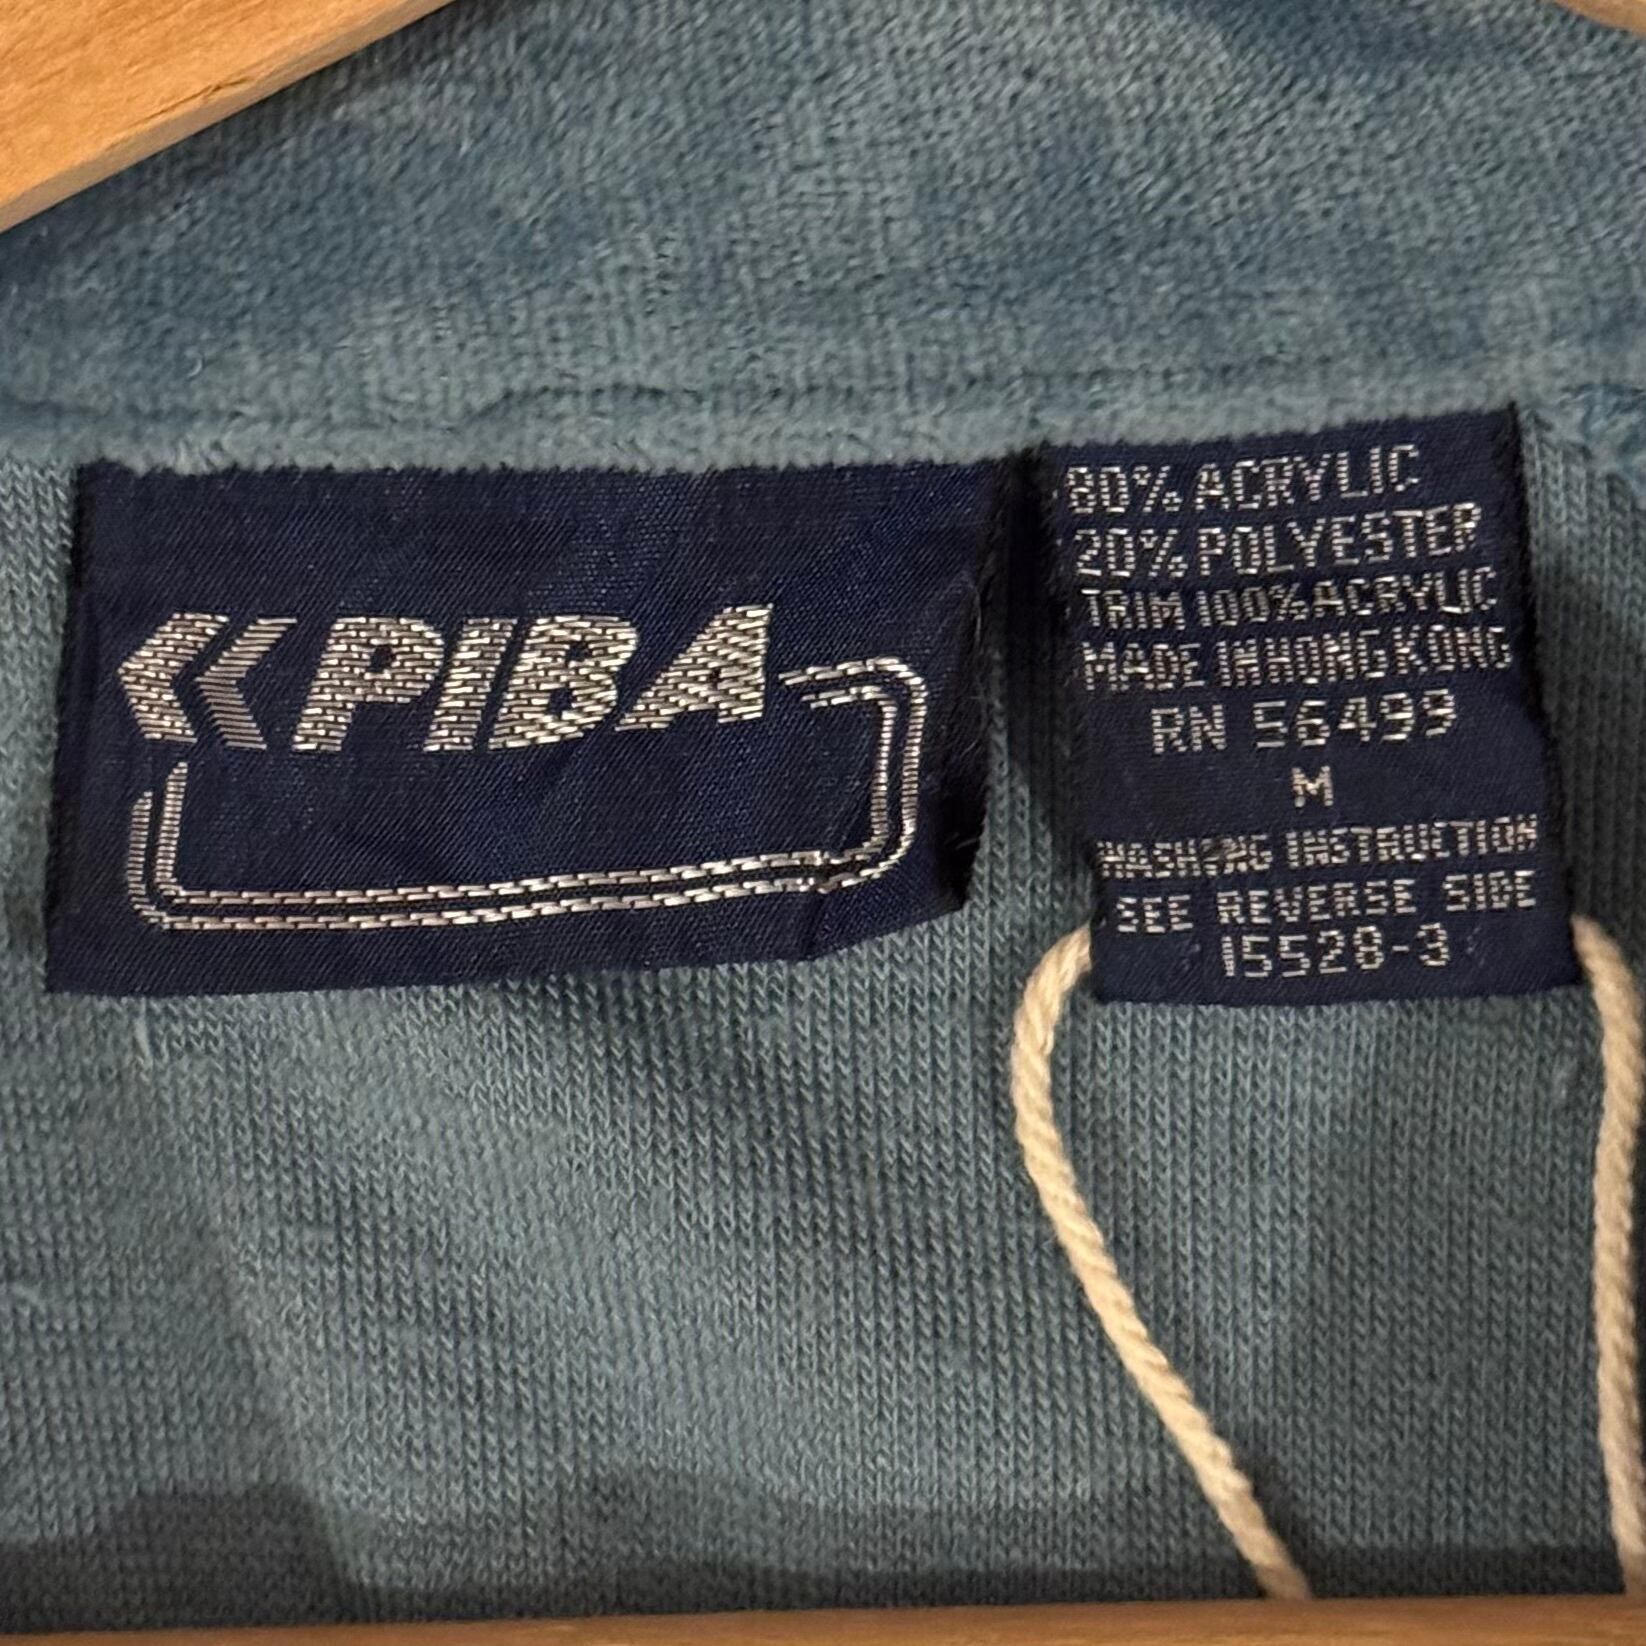 PIBA
80% ACRYLIC
20% POLYESTER
TRIM 100% ACRYLIC
MADE IN HONG KONG
RN 56499
M
WASHING INSTRUCTION
SEE REVERSE SIDE
15528-3